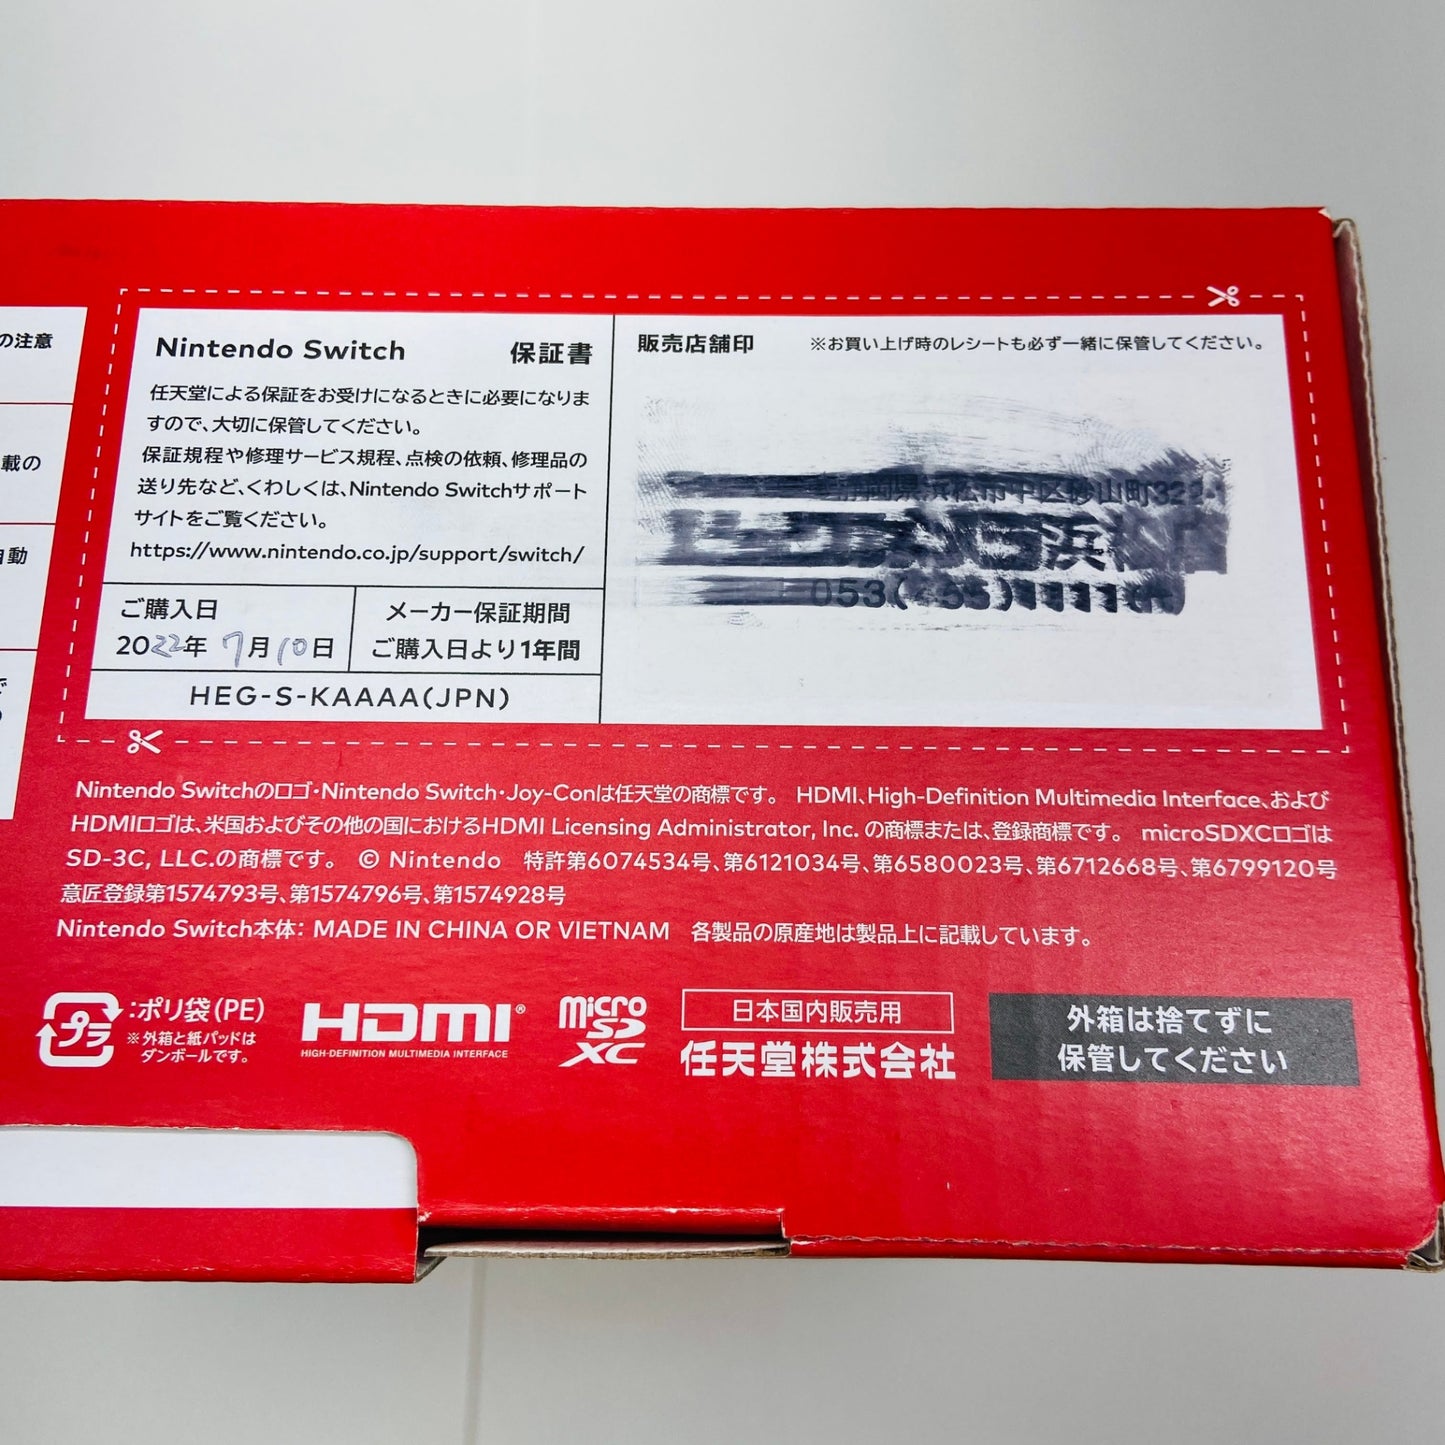 の注意
載の
自動
Nintendo Switch 保証書
任天堂による保証をお受けになるときに必要になりま
すので、大切に保管してください。
保証規程や修理サービス規程、点検の依頼、修理品の
送り先など、くわしくは、Nintendo Switchサポート
サイトをご覧ください。
https://www.nintendo.co.jp/support/switch/
ご購入日
2022年 7月10日
メーカー保証期間
ご購入日より1年間
HEG-S-KAAAA(JPN)
販売店舗印 ※お買い上げ時のレシートも必ず一緒に保管してください。
静岡県浜松市中区砂山町32
浜松
053(455)1111
Nintendo Switchのロゴ・Nintendo Switch・Joy-Conは任天堂の商標です。 HDMI、High-Definition Multimedia Interface、および
HDMIロゴは、米国およびその他の国におけるHDMI Licensing Administrator, Inc. の商標または、登録商標です。 microSDXCロゴは
SD-3C, LLC.の商標です。 © Nintendo 特許第6074534号、第6121034号、第6580023号、第6712668号、第6799120号
意匠登録第1574793号、第1574796号、第1574928号
Nintendo Switch本体: MADE IN CHINA OR VIETNAM 各製品の原産地は製品上に記載しています。
プラ :ポリ袋(PE)
※外箱と紙パッドは
ダンボールです。
HDMI®
HIGH-DEFINITION MULTIMEDIA INTERFACE
micro
SD
XC
日本国内販売用
任天堂株式会社
外箱は捨てずに
保管してください